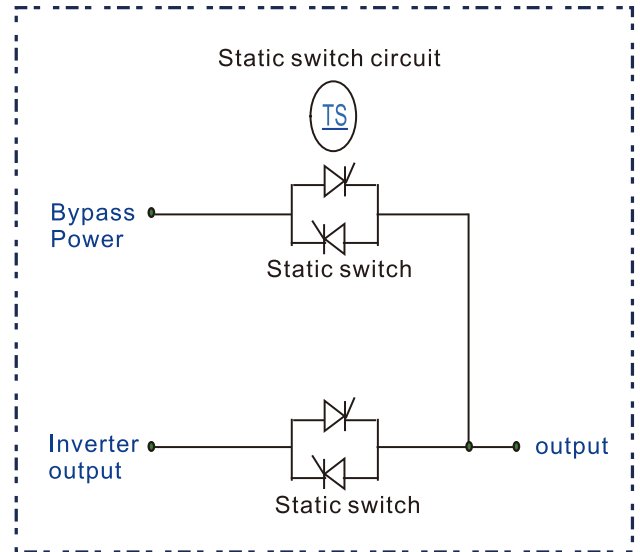 Static switch circuit
TS
Bypass
Power
Static switch
Inverter
output
output
Static switch